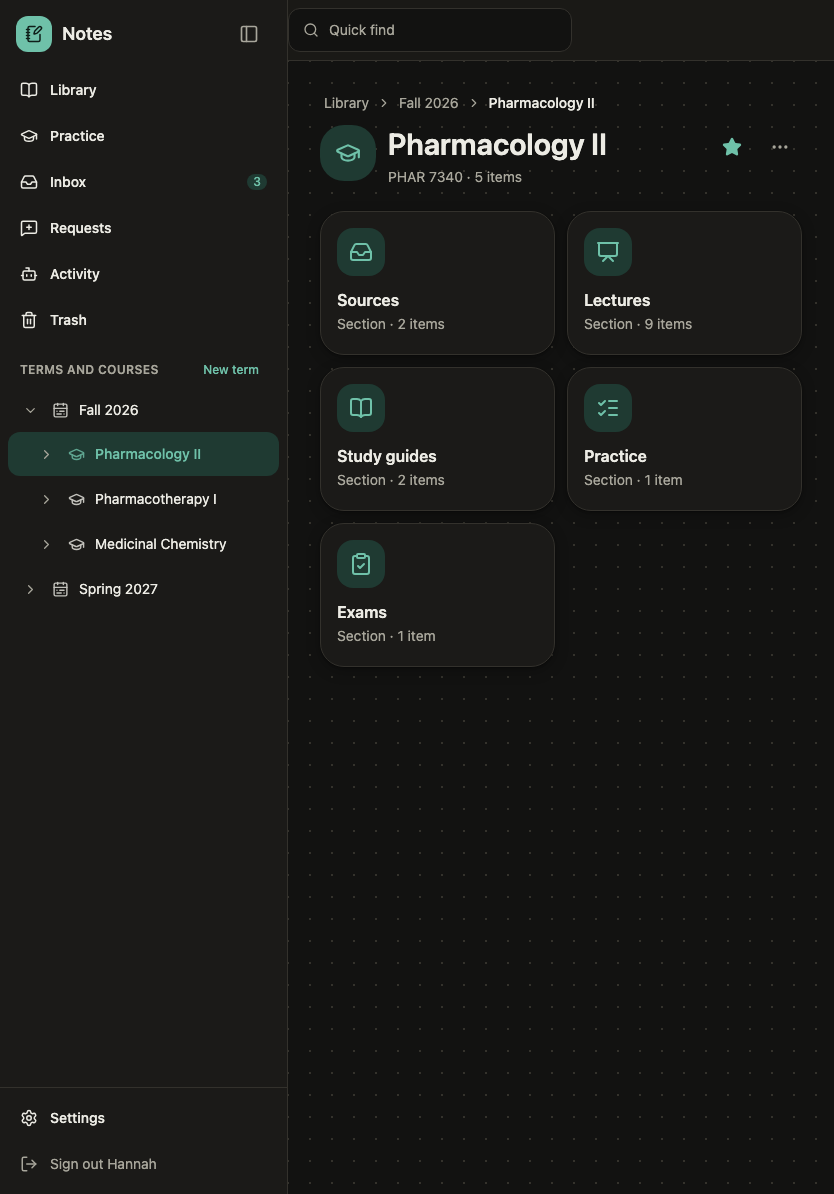 Notes
Library
Practice
Inbox 3
Requests
Activity
Trash
TERMS AND COURSES New term
Fall 2026
Pharmacology II
Pharmacotherapy I
Medicinal Chemistry
Spring 2027
Settings
Sign out Hannah
Quick find
Library > Fall 2026 > Pharmacology II
Pharmacology II
PHAR 7340 · 5 items
Sources
Section · 2 items
Lectures
Section · 9 items
Study guides
Section · 2 items
Practice
Section · 1 item
Exams
Section · 1 item